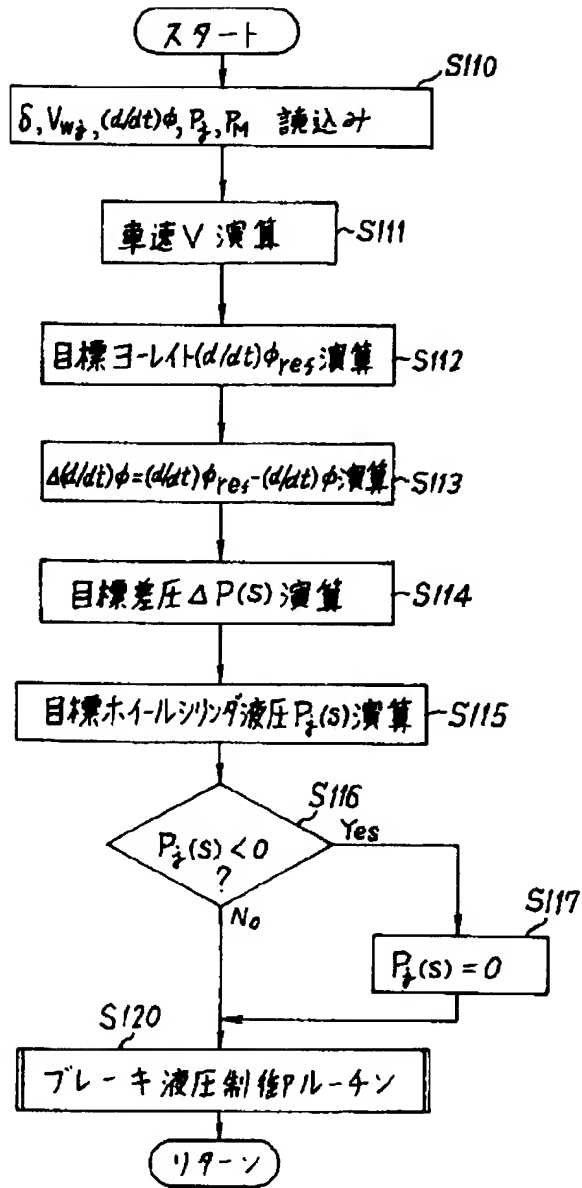 スタート
S110
δ, Vwj, (d/dt)φ, Pj, PM 読込み
車速V 演算
S111
目標ヨーレイト(d/dt)φref演算
S112
Δ(d/dt)φ=(d/dt)φref-(d/dt)φ演算
S113
目標差圧ΔP(S)演算
S114
目標ホイールシリンダ液圧Pj(S)演算
S115
S116
Pj(S)<0
?
Yes
No
S117
Pj(S)=0
S120
ブレーキ液圧制御ルーチン
リターン